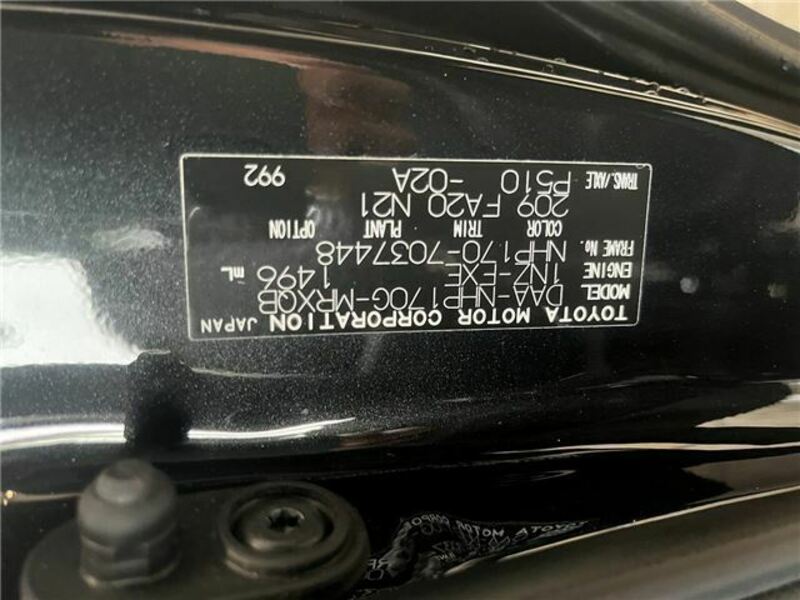 TOYOTA MOTOR CORPORATION JAPAN
MODEL DAA-NHP170G-MRXQB
ENGINE 1NZ-FXE 1496 mL
FRAME No. NHP170-7037448
COLOR TRIM PLANT OPTION
209 FA20 N21
TRANS./AXLE P510 -02A 992